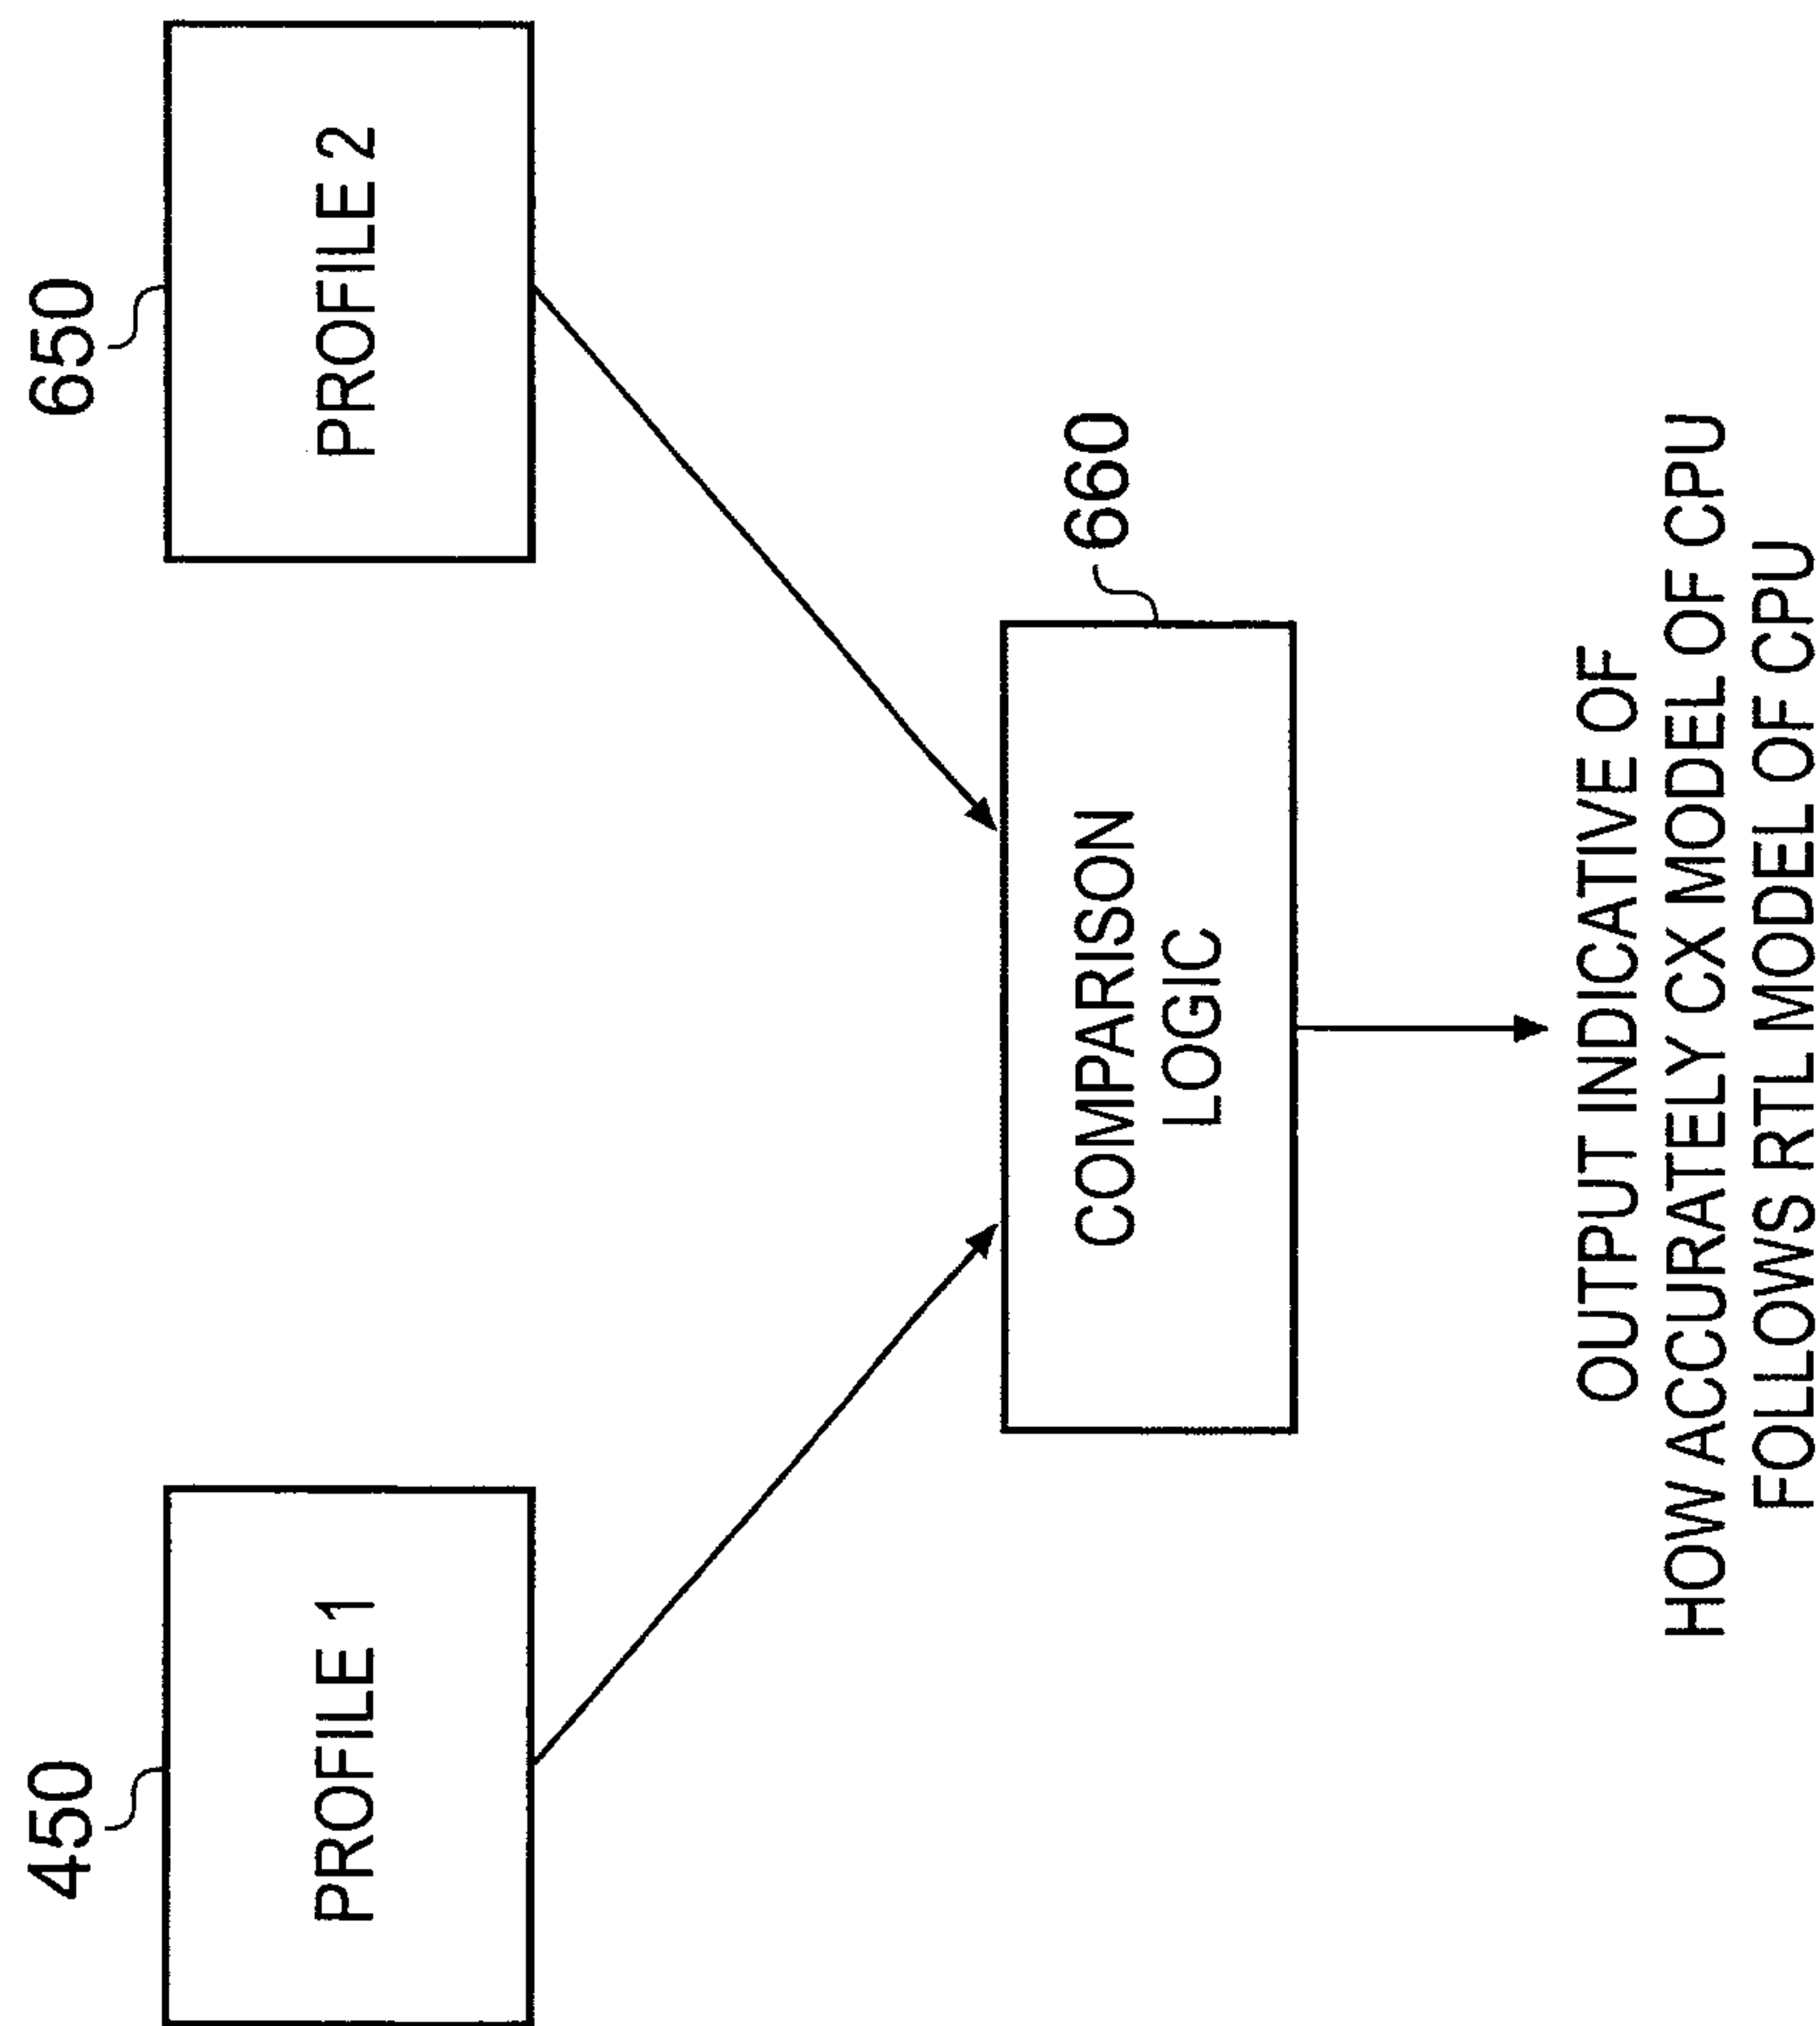 450
PROFILE 1
650
PROFILE 2
660
COMPARISON
LOGIC
OUTPUT INDICATIVE OF
HOW ACCURATELY CX MODEL OF CPU
FOLLOWS RTL MODEL OF CPU